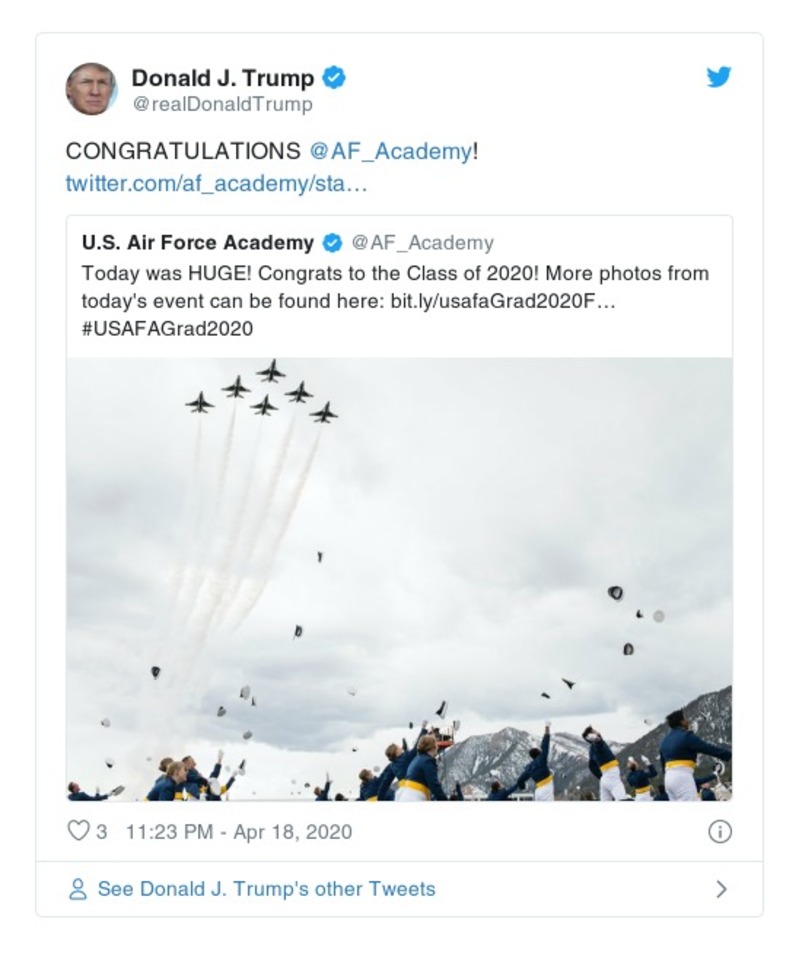 Donald J. Trump
@realDonaldTrump
CONGRATULATIONS @AF_Academy!
twitter.com/af_academy/sta…
U.S. Air Force Academy @AF_Academy
Today was HUGE! Congrats to the Class of 2020! More photos from
today's event can be found here: bit.ly/usafaGrad2020F…
#USAFAGrad2020
3 11:23 PM - Apr 18, 2020
See Donald J. Trump's other Tweets